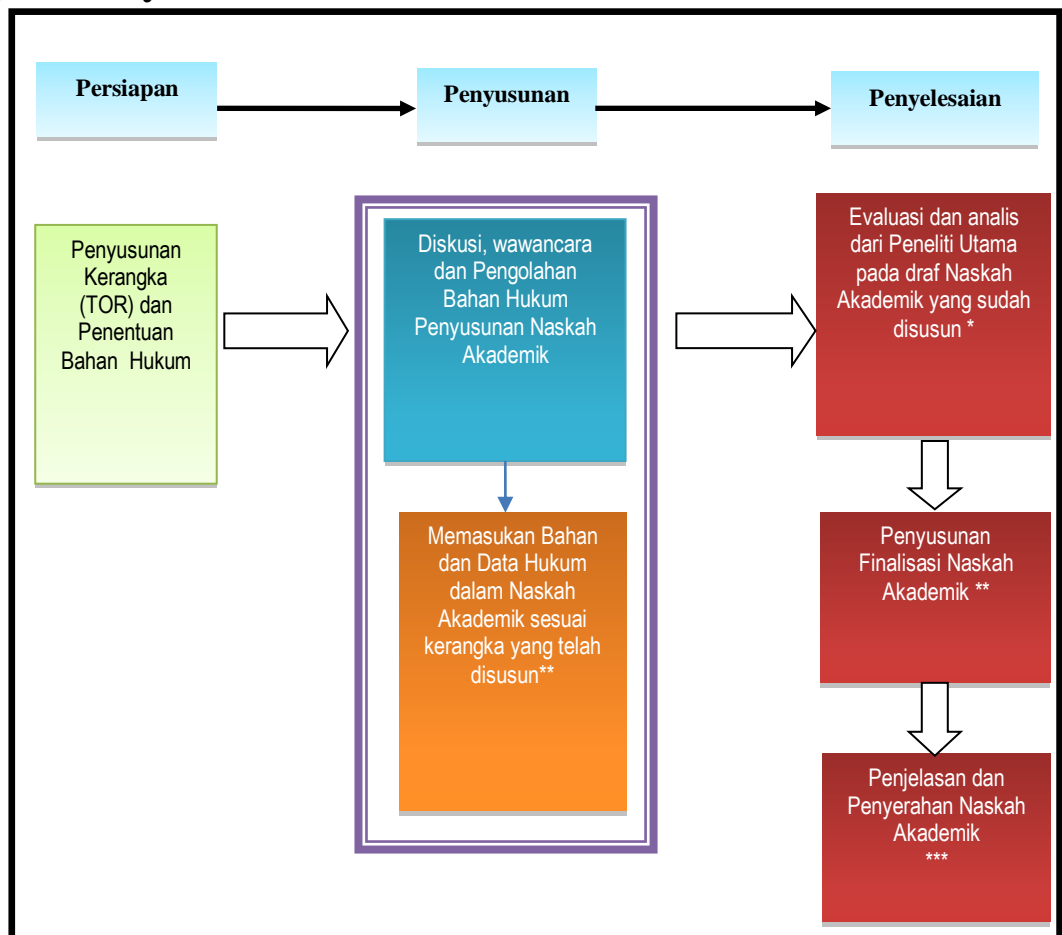 Persiapan
Penyusunan
Penyelesaian
Penyusunan
Kerangka
(TOR) dan
Penentuan
Bahan Hukum
Diskusi, wawancara
dan Pengolahan
Bahan Hukum
Penyusunan Naskah
Akademik
Memasukan Bahan
dan Data Hukum
dalam Naskah
Akademik sesuai
kerangka yang telah
disusun**
Evaluasi dan analis
dari Peneliti Utama
pada draf Naskah
Akademik yang sudah
disusun *
Penyusunan
Finalisasi Naskah
Akademik **
Penjelasan dan
Penyerahan Naskah
Akademik
***